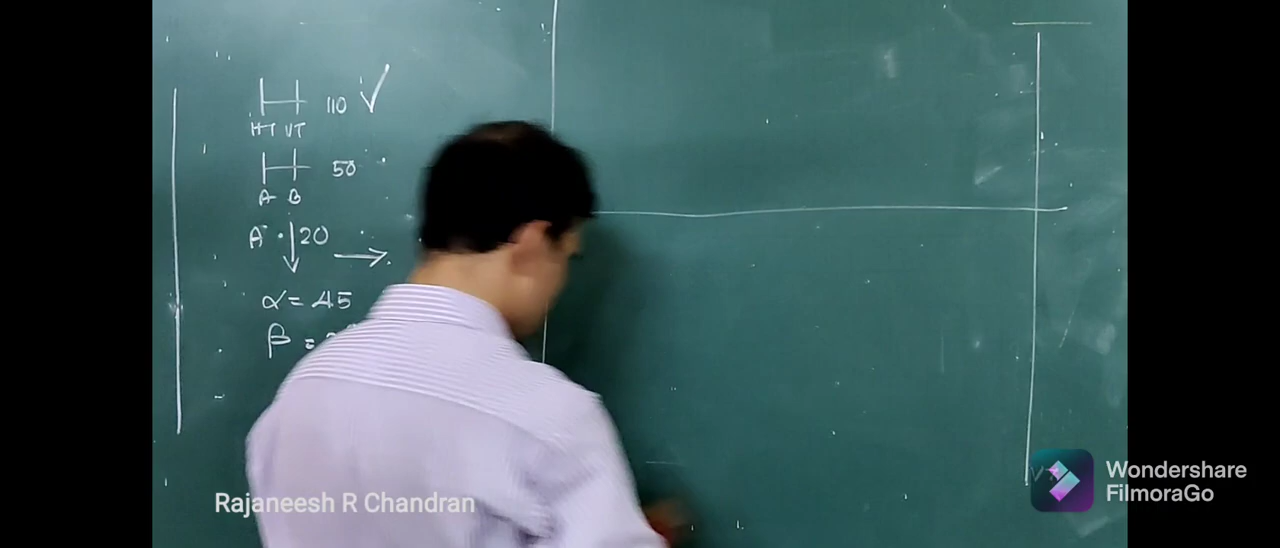 110 ✓
HT VT
50
A B
A 20
α = 45
β =
Rajaneesh R Chandran
Wondershare
FilmoraGo